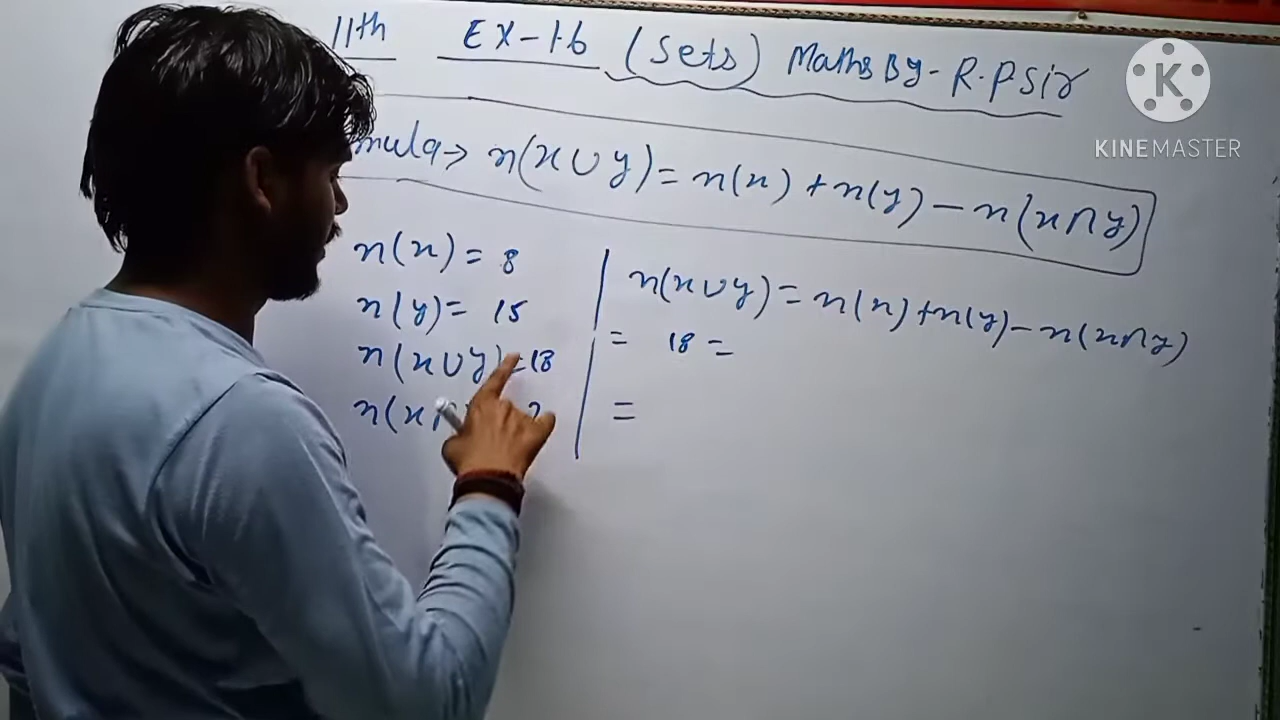 11th EX-1.6 (Sets) Maths By- R.P Sir
KINEMASTER
mula→ n(x∪y) = n(x) + n(y) - n(x∩y)
n(x) = 8
n(y) = 15
n(x∪y) = 18
n(x
n(x∪y) = n(x) + n(y) - n(x∩y)
= 18 =
=